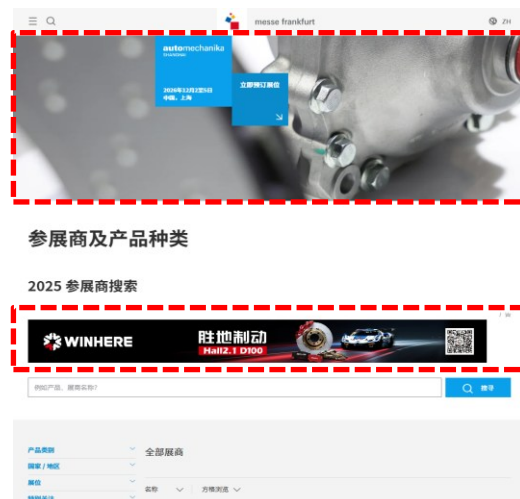 messe frankfurt
ZH
automechanika
SHANGHAI
2026年12月2至5日
中国，上海
立即预订展位
参展商及产品种类
2025 参展商搜索
WINHERE
胜地制动
Hall2.1 D100
例如产品、展商名称?
搜寻
产品类别
国家 / 地区
展位
特别关注
全部展商
名称
方格浏览